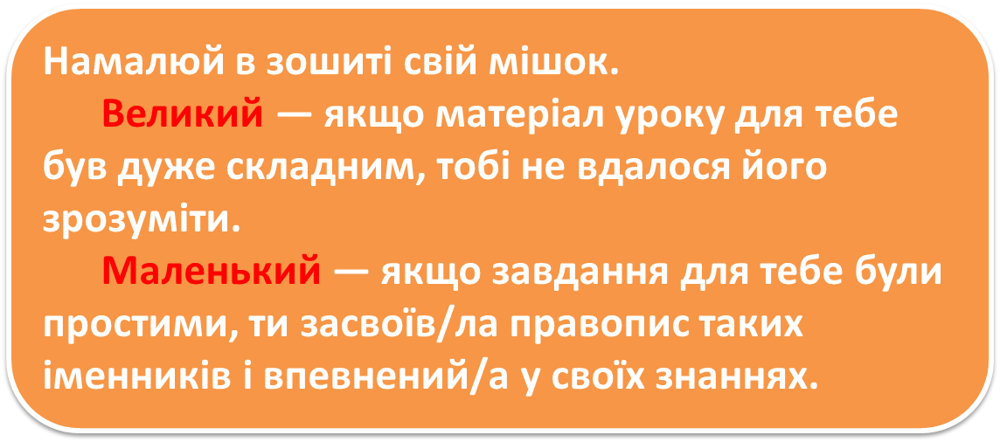 Намалюй в зошиті свій мішок.
Великий — якщо матеріал уроку для тебе
був дуже складним, тобі не вдалося його
зрозуміти.
Маленький — якщо завдання для тебе були
простими, ти засвоїв/ла правопис таких
іменників і впевнений/а у своїх знаннях.